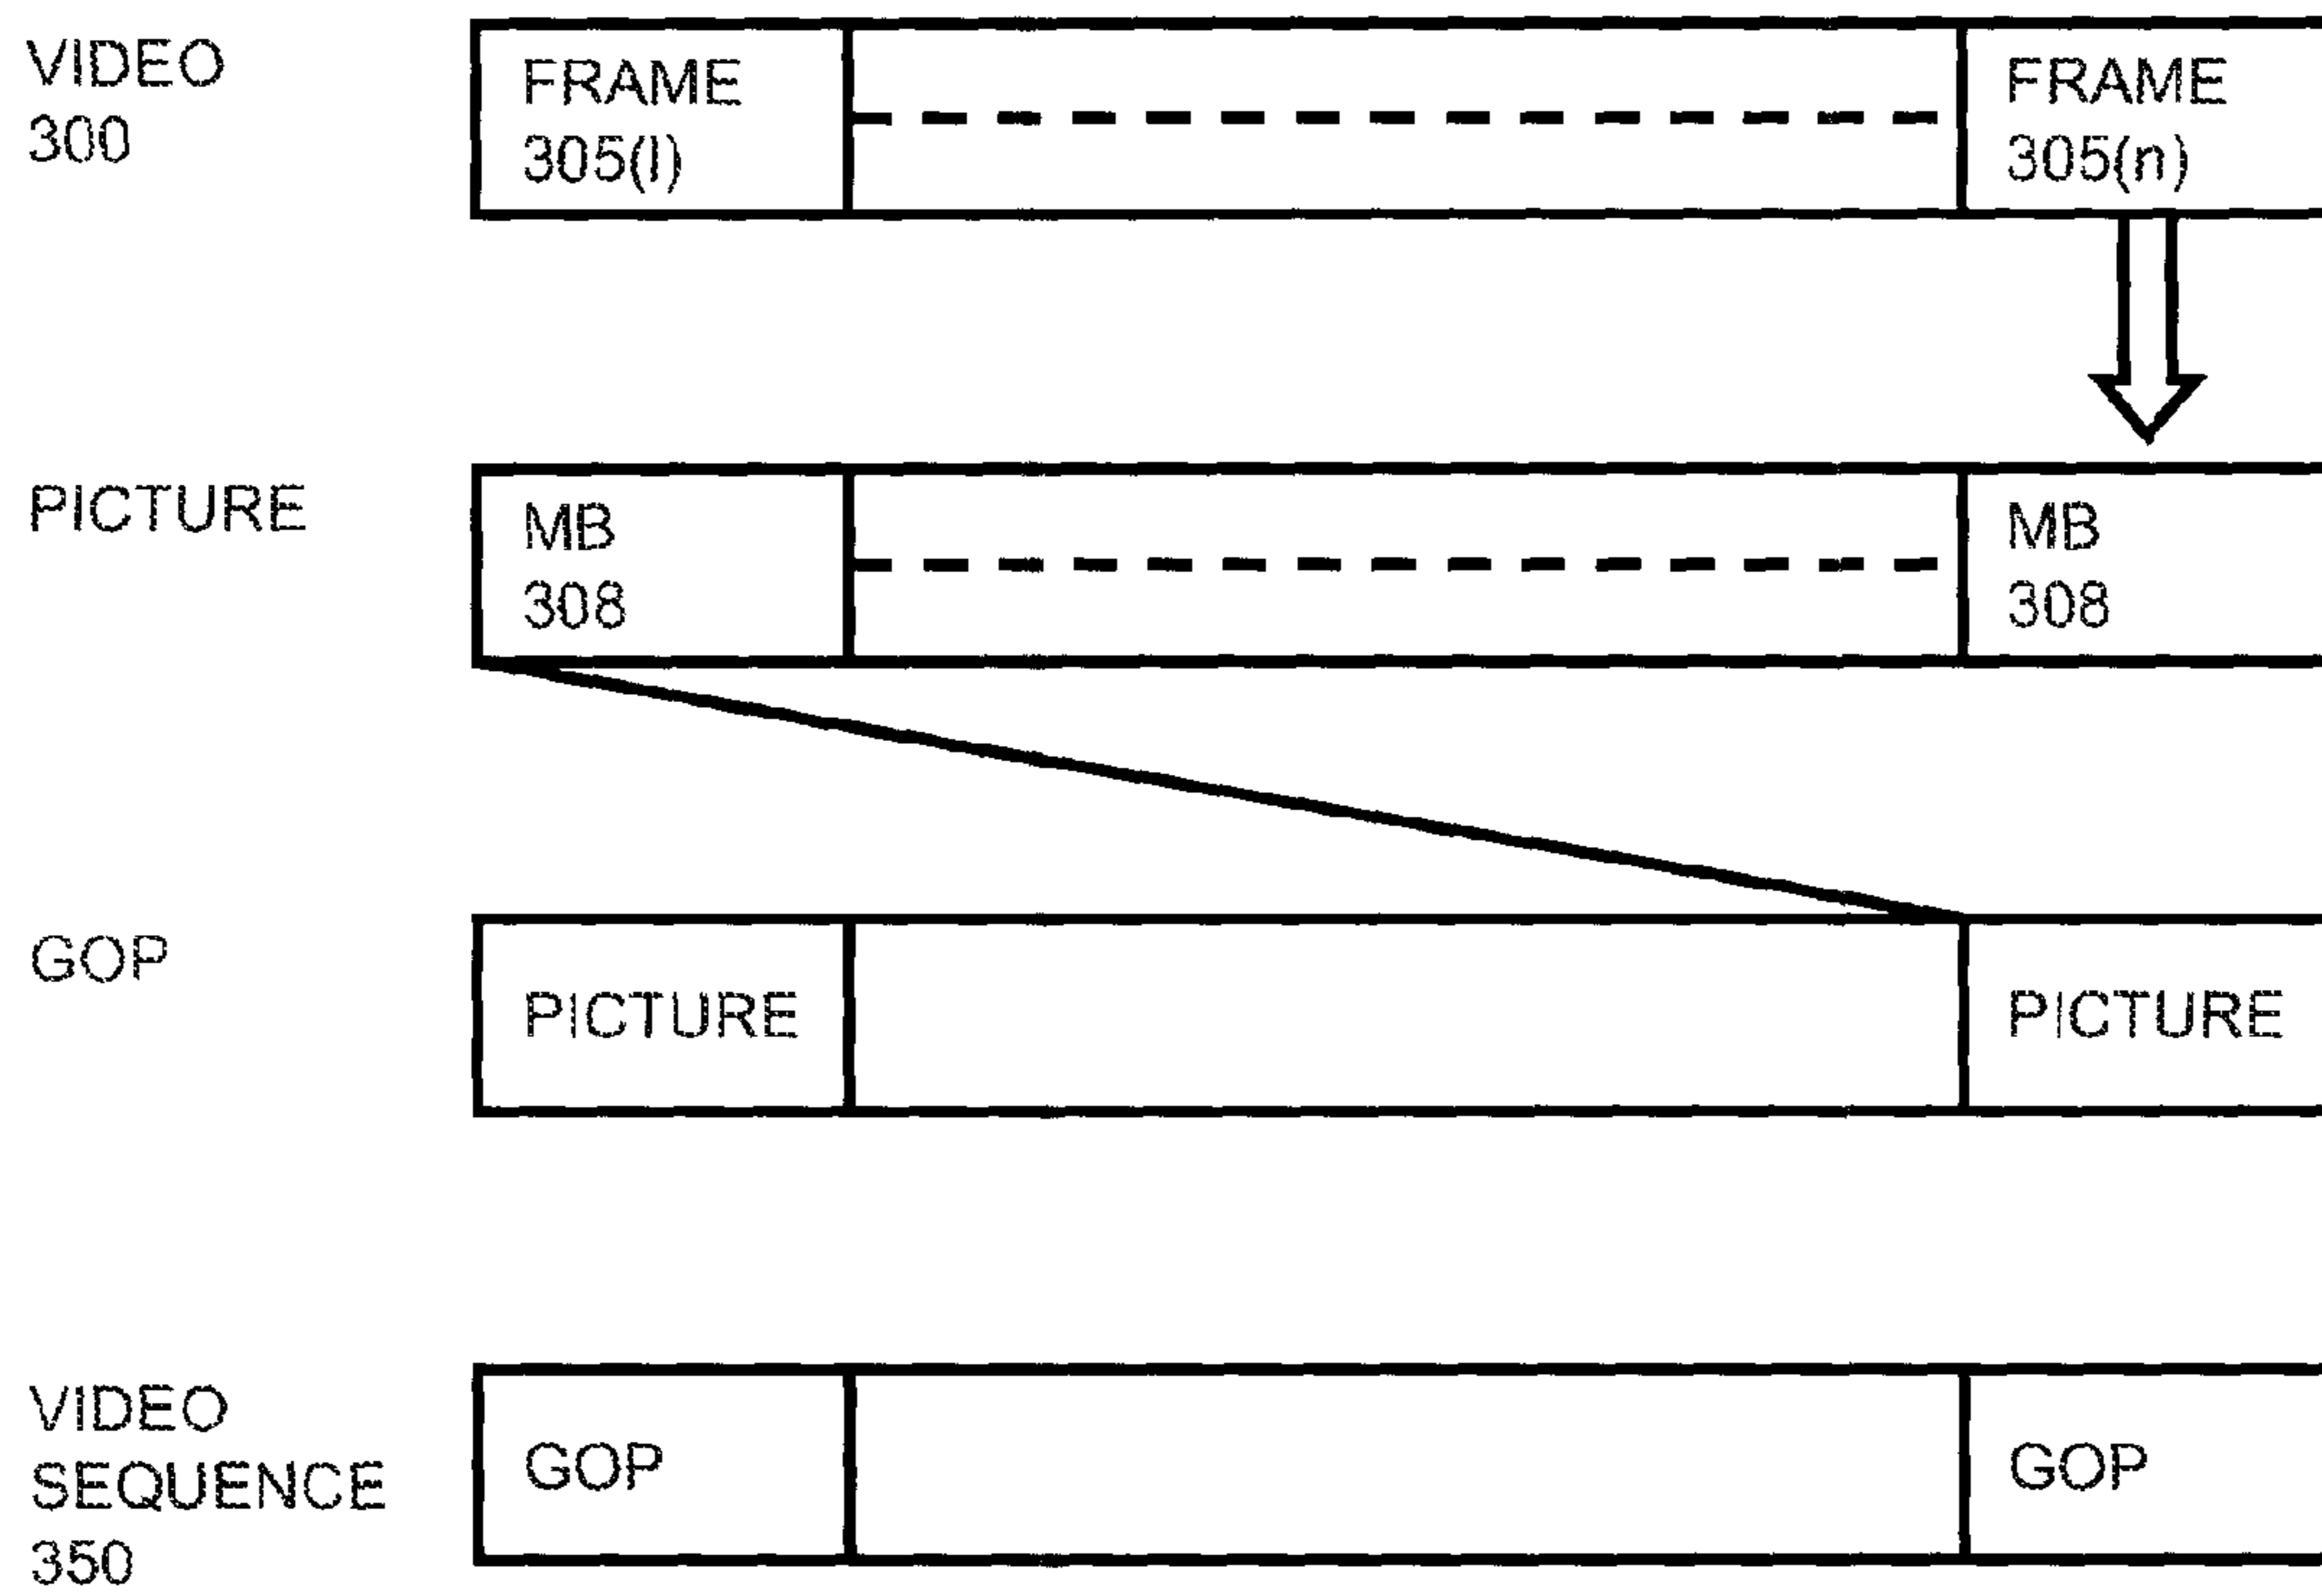 VIDEO
300
FRAME
305(l)
FRAME
305(n)
PICTURE
MB
308
MB
308
GOP
PICTURE
PICTURE
VIDEO
SEQUENCE
350
GOP
GOP